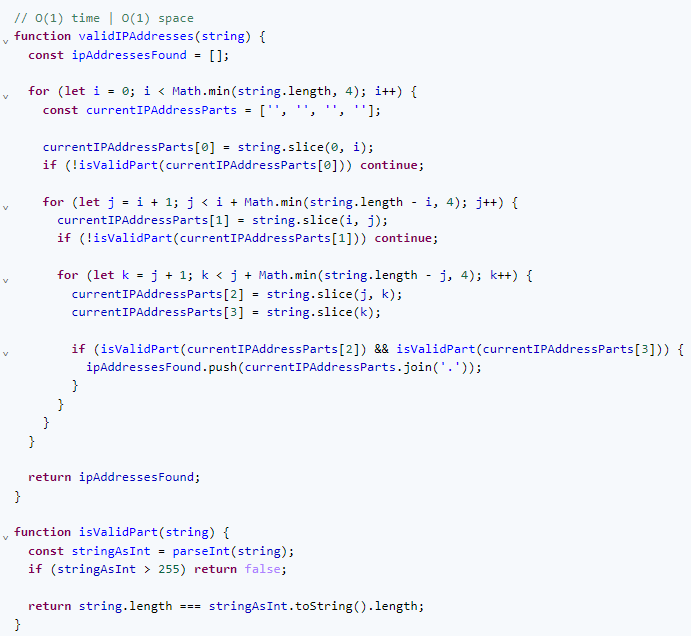 // O(1) time | O(1) space
function validIPAddresses(string) {
  const ipAddressesFound = [];

  for (let i = 0; i < Math.min(string.length, 4); i++) {
    const currentIPAddressParts = ['', '', '', ''];

    currentIPAddressParts[0] = string.slice(0, i);
    if (!isValidPart(currentIPAddressParts[0])) continue;

    for (let j = i + 1; j < i + Math.min(string.length - i, 4); j++) {
      currentIPAddressParts[1] = string.slice(i, j);
      if (!isValidPart(currentIPAddressParts[1])) continue;

      for (let k = j + 1; k < j + Math.min(string.length - j, 4); k++) {
        currentIPAddressParts[2] = string.slice(j, k);
        currentIPAddressParts[3] = string.slice(k);

        if (isValidPart(currentIPAddressParts[2]) && isValidPart(currentIPAddressParts[3])) {
          ipAddressesFound.push(currentIPAddressParts.join('.'));
        }
      }
    }
  }

  return ipAddressesFound;
}

function isValidPart(string) {
  const stringAsInt = parseInt(string);
  if (stringAsInt > 255) return false;

  return string.length === stringAsInt.toString().length;
}